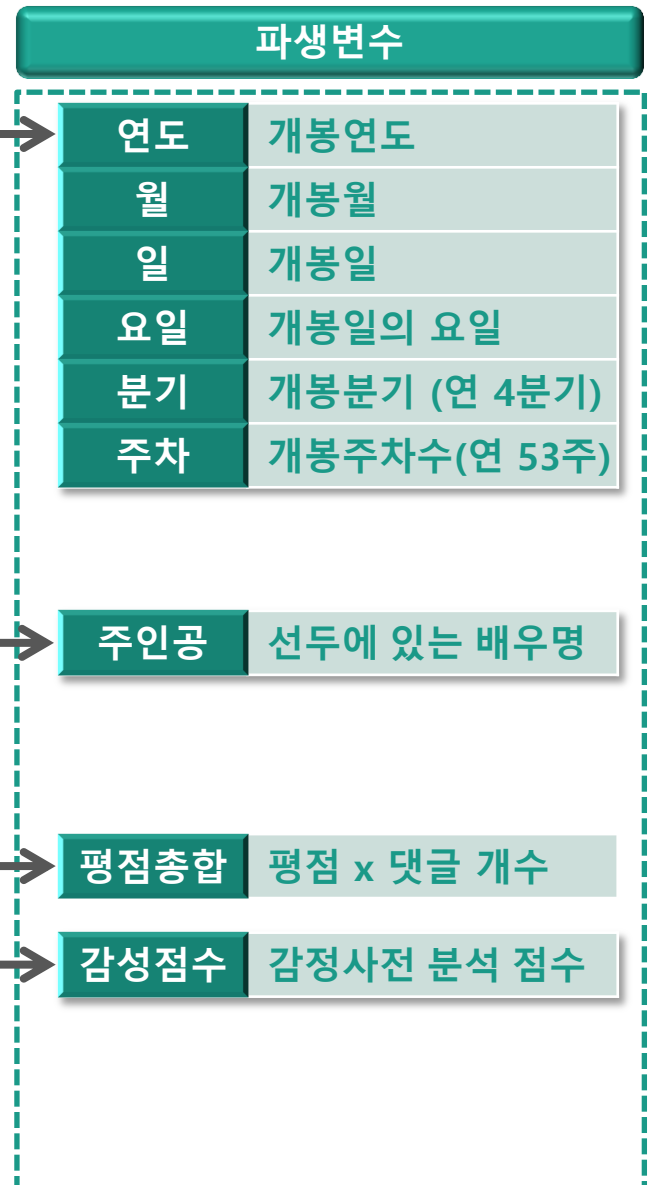 파생변수
연도 개봉연도
월 개봉월
일 개봉일
요일 개봉일의 요일
분기 개봉분기 (연 4분기)
주차 개봉주차수(연 53주)
주인공 선두에 있는 배우명
평점총합 평점 x 댓글 개수
감성점수 감정사전 분석 점수